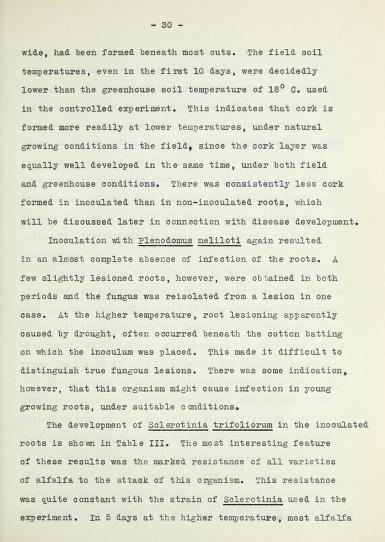 - 30 -
wide, had been formed beneath most cuts. The field soil
temperatures, even in the first 10 days, were decidedly
lower than the greenhouse soil temperature of 18° C. used
in the controlled experiment. This indicates that cork is
formed more readily at lower temperatures, under natural
growing conditions in the field, since the cork layer was
equally well developed in the same time, under both field
and greenhouse conditions. There was consistently less cork
formed in inoculated than in non-inoculated roots, which
will be discussed later in connection with disease development.
Inoculation with Plenodomus meliloti again resulted
in an almost complete absence of infection of the roots. A
few slightly lesioned roots, however, were obtained in both
periods and the fungus was reisolated from a lesion in one
case. At the higher temperature, root lesioning apparently
caused by drought, often occurred beneath the cotton batting
on which the inoculum was placed. This made it difficult to
distinguish true fungous lesions. There was some indication,
however, that this organism might cause infection in young
growing roots, under suitable conditions.
The development of Sclerotinia trifoliorum in the inoculated
roots is shown in Table III. The most interesting feature
of these results was the marked resistance of all varieties
of alfalfa to the attack of this organism. This resistance
was quite constant with the strain of Sclerotinia used in the
experiment. In 5 days at the higher temperature, most alfalfa